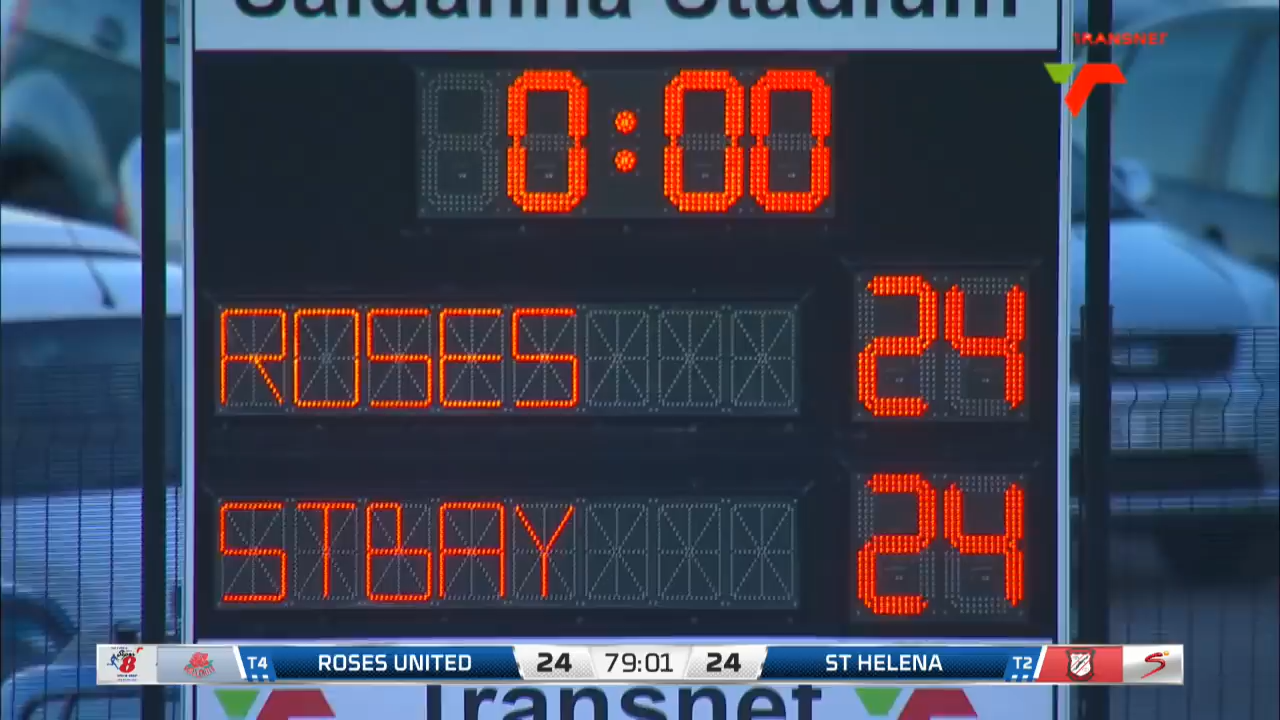 Saldanha Stadium
TRANSNET
0:00
ROSES 24
STBAY 24
8
T4 ROSES UNITED 24 79:01 24 ST HELENA T2
S
Transnet